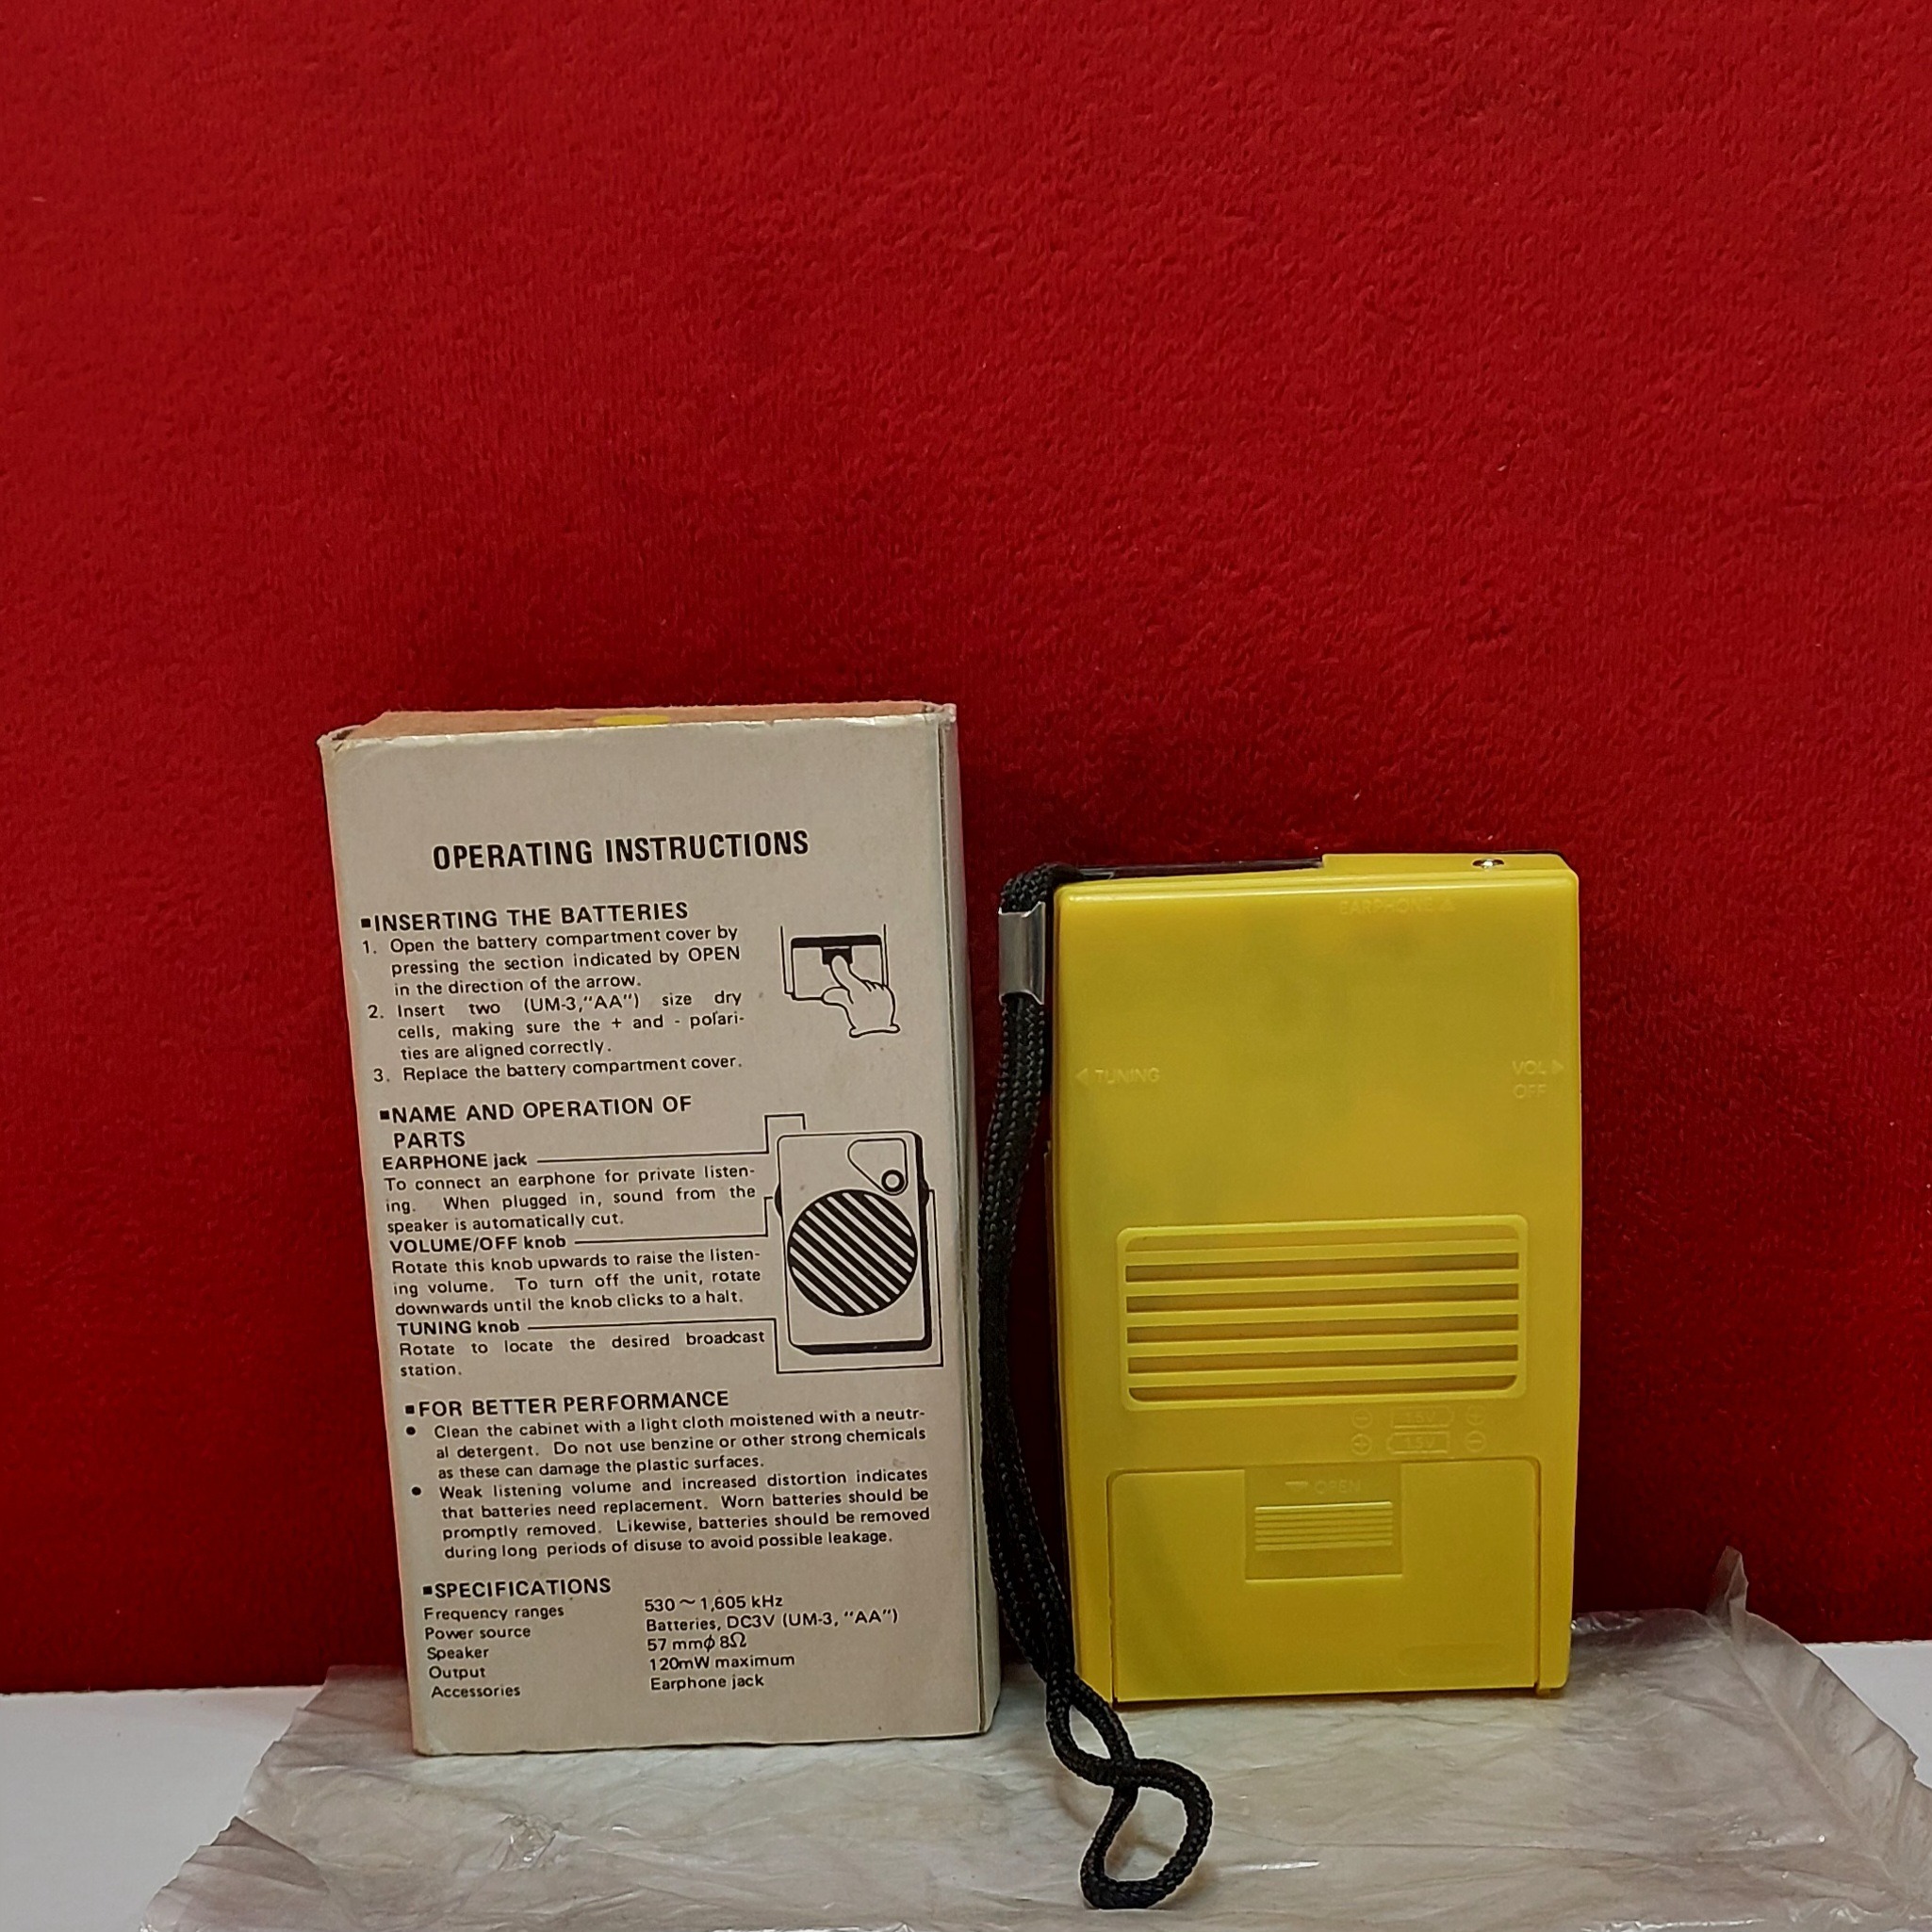 OPERATING INSTRUCTIONS
■INSERTING THE BATTERIES
1. Open the battery compartment cover by
pressing the section indicated by OPEN
in the direction of the arrow.
2. Insert two (UM-3,"AA") size dry
cells, making sure the + and - polari-
ties are aligned correctly.
3. Replace the battery compartment cover.
■NAME AND OPERATION OF
PARTS
EARPHONE jack
To connect an earphone for private listen-
ing. When plugged in, sound from the
speaker is automatically cut.
VOLUME/OFF knob
Rotate this knob upwards to raise the listen-
ing volume. To turn off the unit, rotate
downwards until the knob clicks to a halt.
TUNING knob
Rotate to locate the desired broadcast
station.
■FOR BETTER PERFORMANCE
● Clean the cabinet with a light cloth moistened with a neutr-
al detergent. Do not use benzine or other strong chemicals
as these can damage the plastic surfaces.
● Weak listening volume and increased distortion indicates
that batteries need replacement. Worn batteries should be
promptly removed. Likewise, batteries should be removed
during long periods of disuse to avoid possible leakage.
■SPECIFICATIONS
Frequency ranges 530 ~ 1,605 kHz
Power source Batteries, DC3V (UM-3, "AA")
Speaker 57 mmϕ 8Ω
Output 120mW maximum
Accessories Earphone jack
EARPHONE ▲
◀ TUNING
VOL ▶
OFF
⊖ 1.5V ⊕
⊕ 1.5V ⊖
▼ OPEN